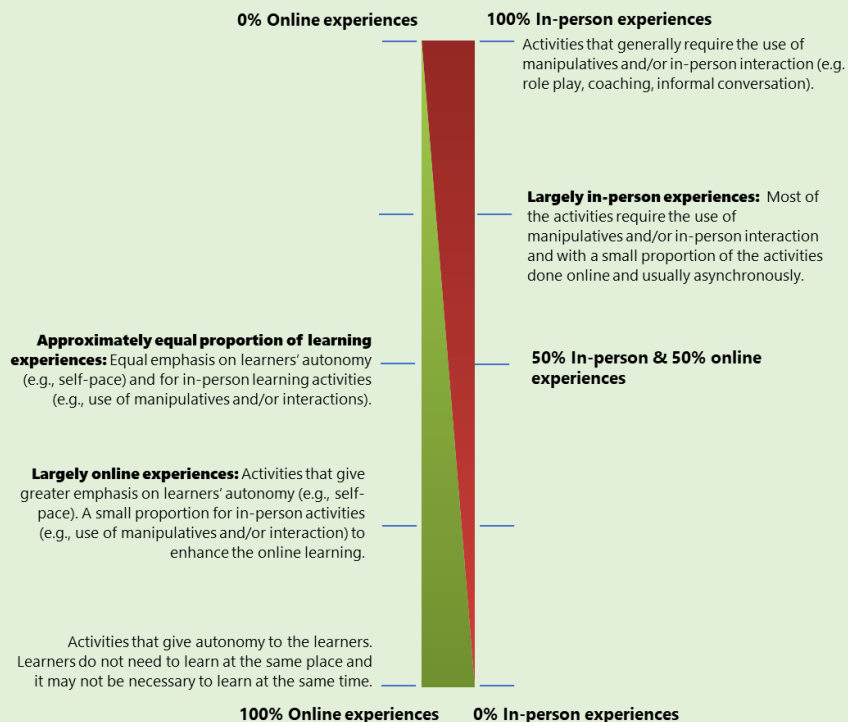 0% Online experiences
100% In-person experiences
Activities that generally require the use of
manipulatives and/or in-person interaction (e.g.
role play, coaching, informal conversation).
Largely in-person experiences: Most of
the activities require the use of
manipulatives and/or in-person interaction
and with a small proportion of the activities
done online and usually asynchronously.
Approximately equal proportion of learning
experiences: Equal emphasis on learners' autonomy
(e.g., self-pace) and for in-person learning activities
(e.g., use of manipulatives and/or interactions).
50% In-person & 50% online
experiences
Largely online experiences: Activities that give
greater emphasis on learners' autonomy (e.g., self-
pace). A small proportion for in-person activities
(e.g., use of manipulatives and/or interaction) to
enhance the online learning.
Activities that give autonomy to the learners.
Learners do not need to learn at the same place and
it may not be necessary to learn at the same time.
100% Online experiences
0% In-person experiences